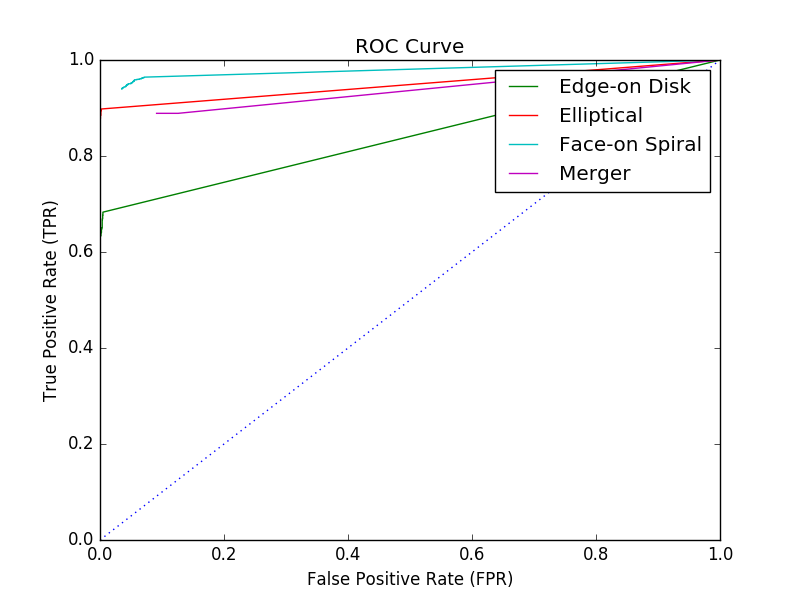 ROC Curve
1.0
0.8
0.6
0.4
0.2
0.0
True Positive Rate (TPR)
Edge-on Disk
Elliptical
Face-on Spiral
Merger
0.0 0.2 0.4 0.6 0.8 1.0
False Positive Rate (FPR)